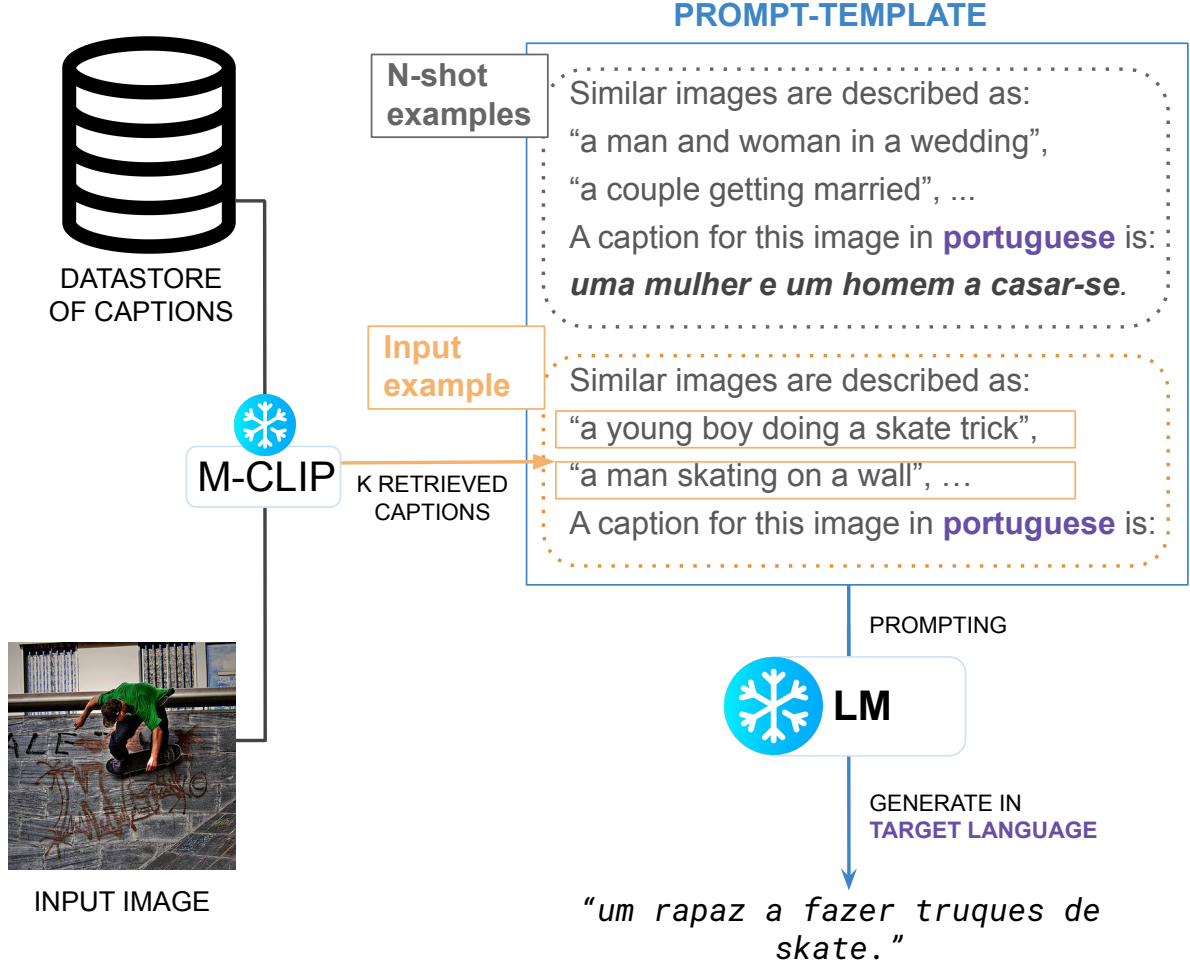 PROMPT-TEMPLATE
N-shot
examples
Similar images are described as:
“a man and woman in a wedding”,
“a couple getting married”, ...
A caption for this image in portuguese is:
uma mulher e um homem a casar-se.
DATASTORE
OF CAPTIONS
Input
example
Similar images are described as:
“a young boy doing a skate trick”,
“a man skating on a wall”, …
A caption for this image in portuguese is:
M-CLIP
K RETRIEVED
CAPTIONS
PROMPTING
LM
GENERATE IN
TARGET LANGUAGE
INPUT IMAGE
“um rapaz a fazer truques de
skate.”